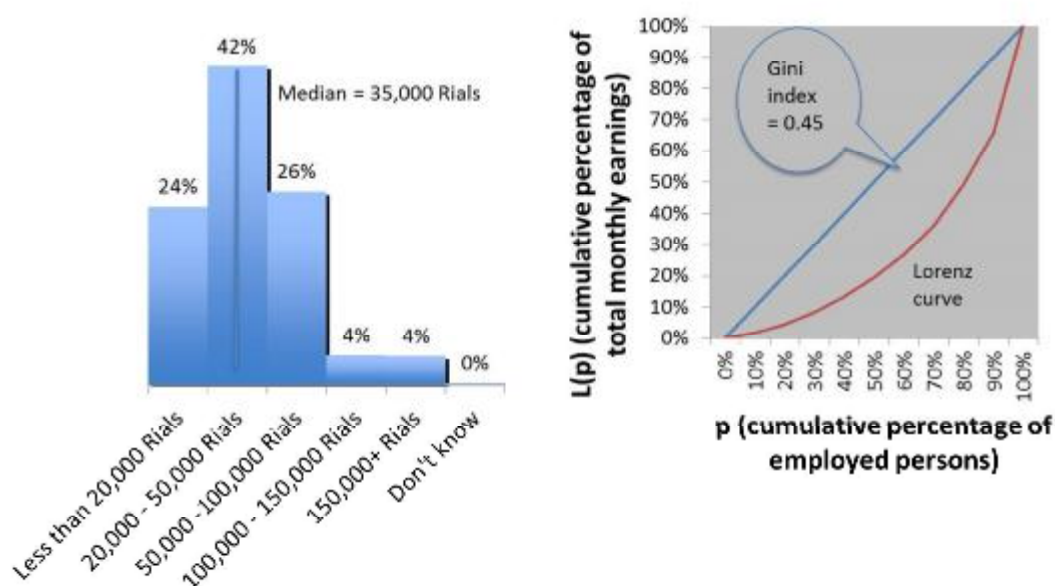 42%
Median = 35,000 Rials
24%
26%
4%
4%
0%
Less than 20,000 Rials
20,000 - 50,000 Rials
50,000 -100,000 Rials
100,000 - 150,000 Rials
150,000+ Rials
Don't know
L(p) (cumulative percentage of
total monthly earnings)
100%
90%
80%
70%
60%
50%
40%
30%
20%
10%
0%
Gini
index
= 0.45
Lorenz
curve
0%
10%
20%
30%
40%
50%
60%
70%
80%
90%
100%
p (cumulative percentage of
employed persons)